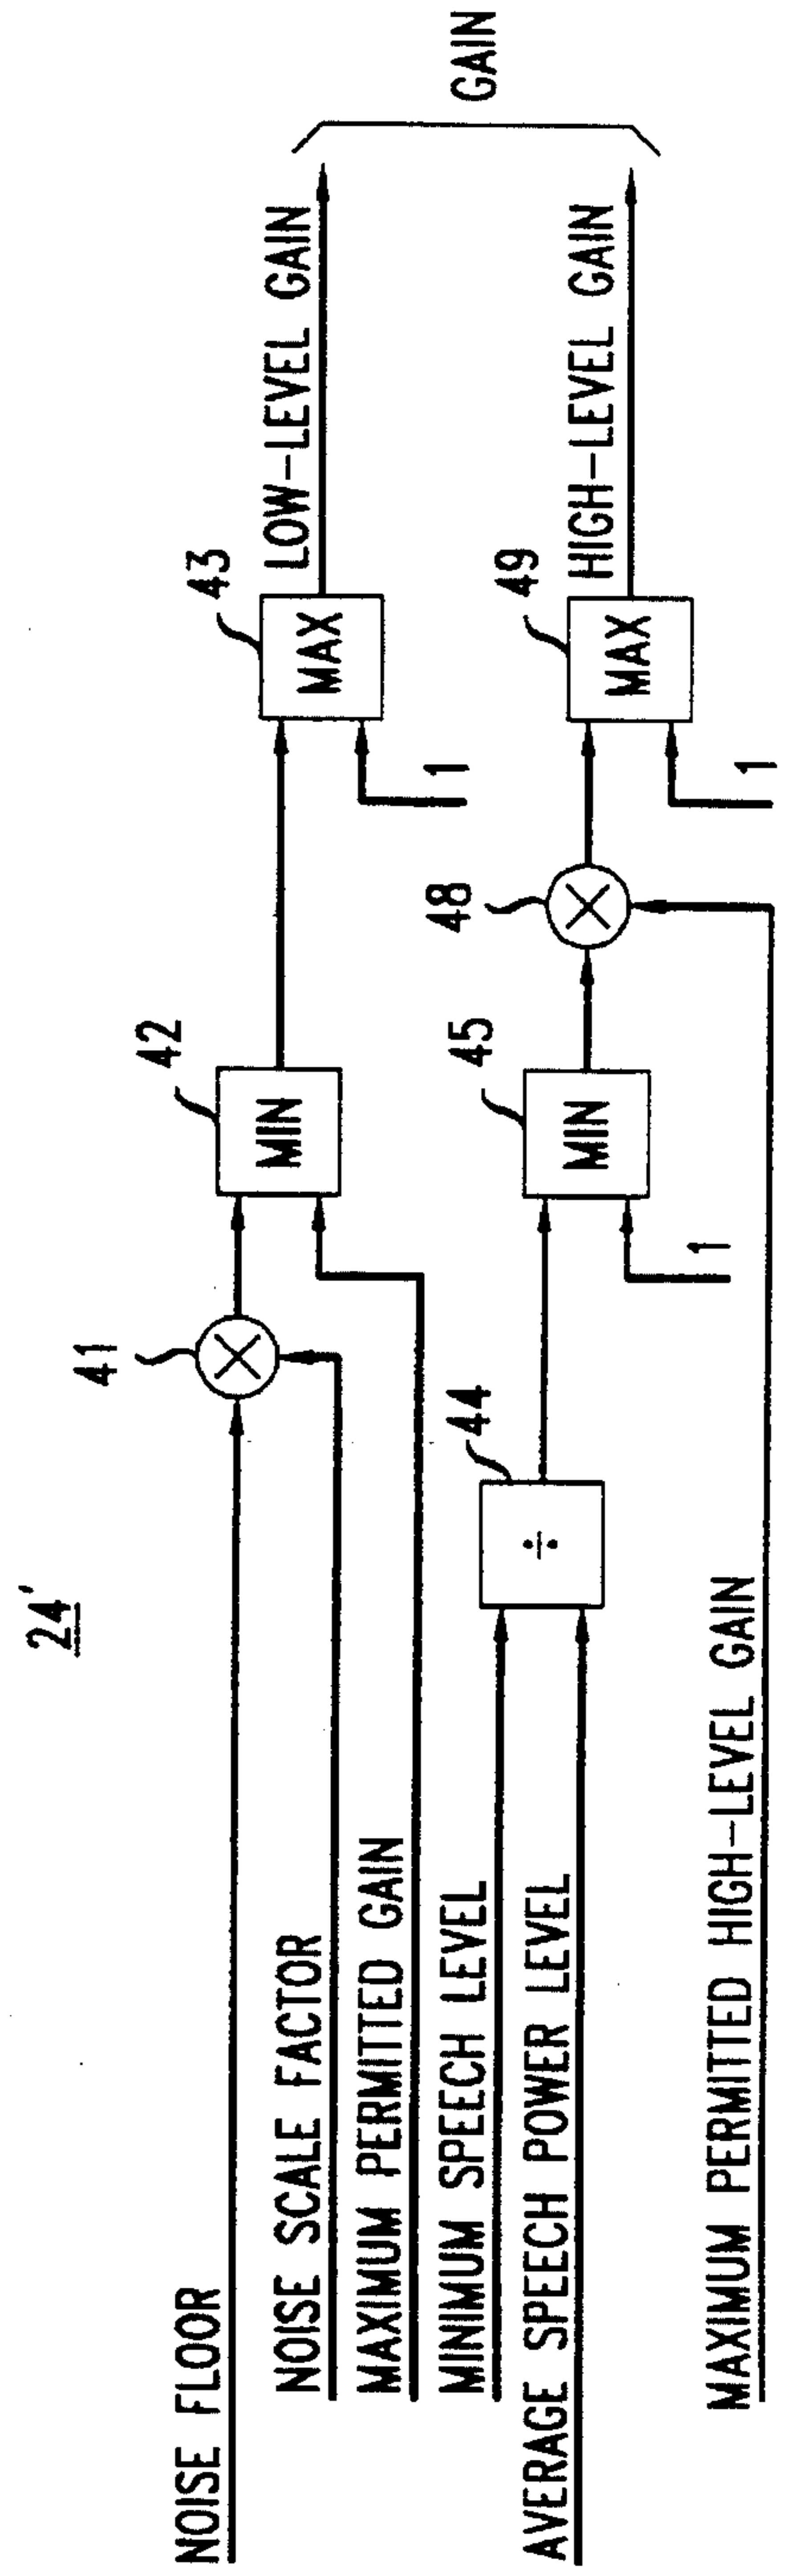 24'
NOISE FLOOR
41
42
MIN
43
MAX
LOW-LEVEL GAIN
NOISE SCALE FACTOR
MAXIMUM PERMITTED GAIN
1
GAIN
MINIMUM SPEECH LEVEL
AVERAGE SPEECH POWER LEVEL
44
÷
45
MIN
48
49
MAX
HIGH-LEVEL GAIN
1
1
MAXIMUM PERMITTED HIGH-LEVEL GAIN